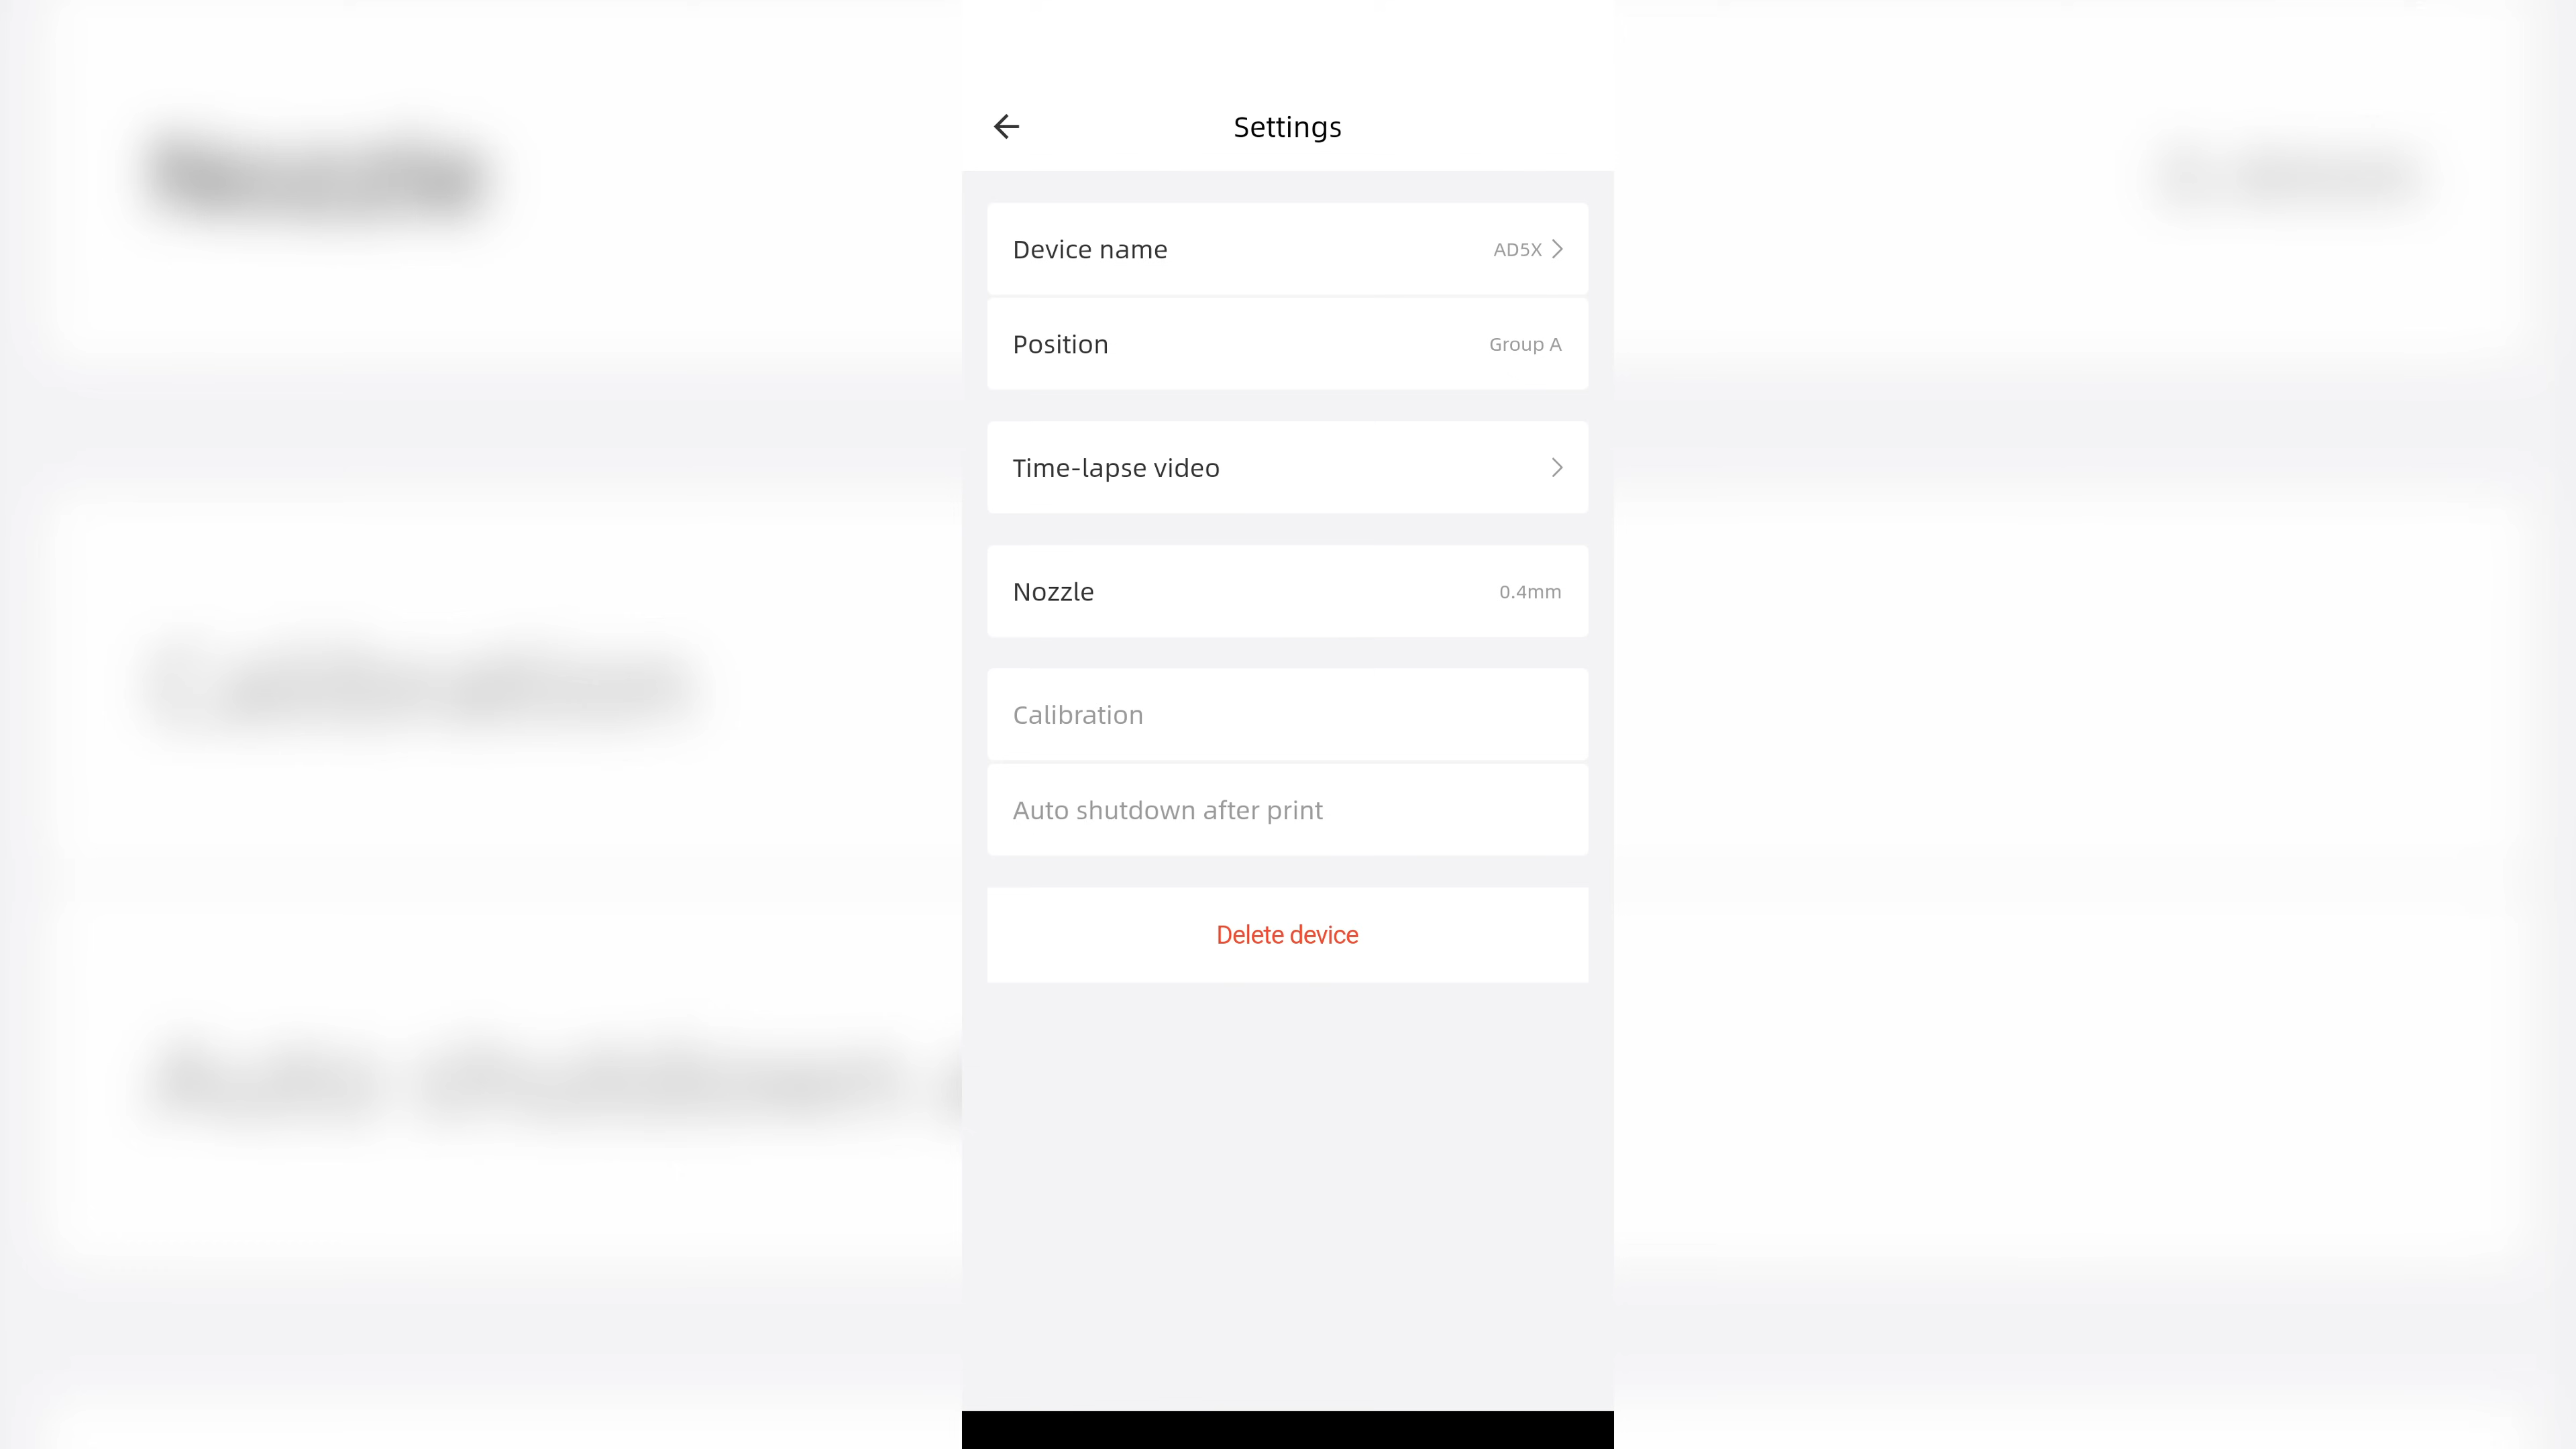 Settings
Device name AD5X
Position Group A
Time-lapse video
Nozzle 0.4mm
Calibration
Auto shutdown after print
Delete device